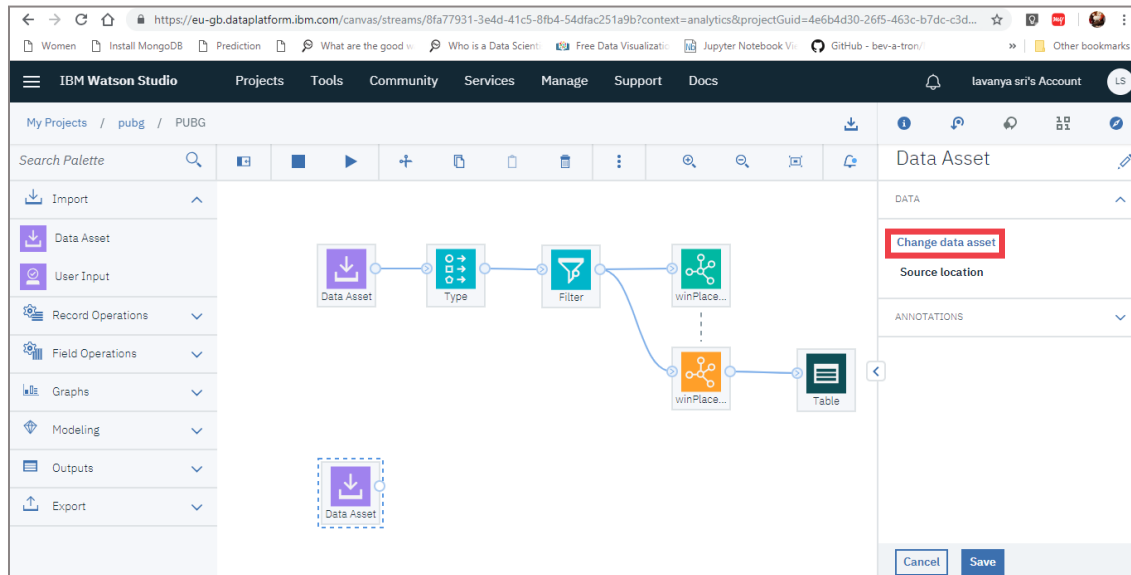 https://eu-gb.dataplatform.ibm.com/canvas/streams/8fa77931-3e4d-41c5-8fb4-54dfac251a9b?context=analytics&projectGuid=4e6b4d30-26f5-463c-b7dc-c3d...
Women Install MongoDB Prediction What are the good w Who is a Data Scient Free Data Visualizatio Jupyter Notebook Vie GitHub - bev-a-tron/ » Other bookmarks
IBM Watson Studio Projects Tools Community Services Manage Support Docs lavanya sri's Account LS
My Projects / pubg / PUBG
Search Palette
Data Asset
Import
DATA
Data Asset
Change data asset
User Input
Source location
Data Asset Type Filter winPlace...
Record Operations
ANNOTATIONS
Field Operations
Graphs
winPlace... Table
Modeling
Outputs
Export
Data Asset
Cancel Save